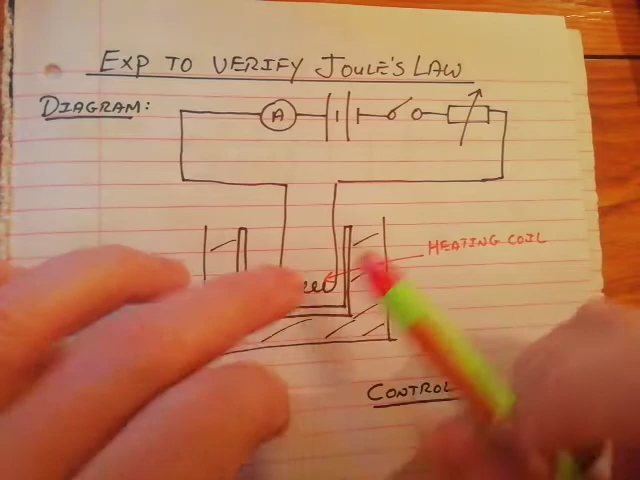 EXP TO VERIFY JOULE'S LAW
DIAGRAM:
A
HEATING COIL
CONTROL